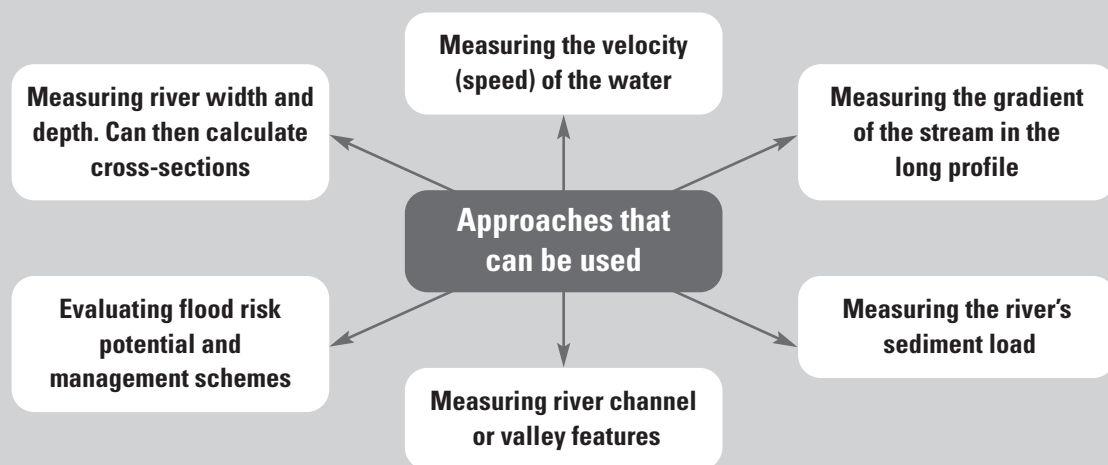 Measuring the velocity
(speed) of the water
Measuring river width and
depth. Can then calculate
cross-sections
Measuring the gradient
of the stream in the
long profile
Approaches that
can be used
Evaluating flood risk
potential and
management schemes
Measuring the river's
sediment load
Measuring river channel
or valley features